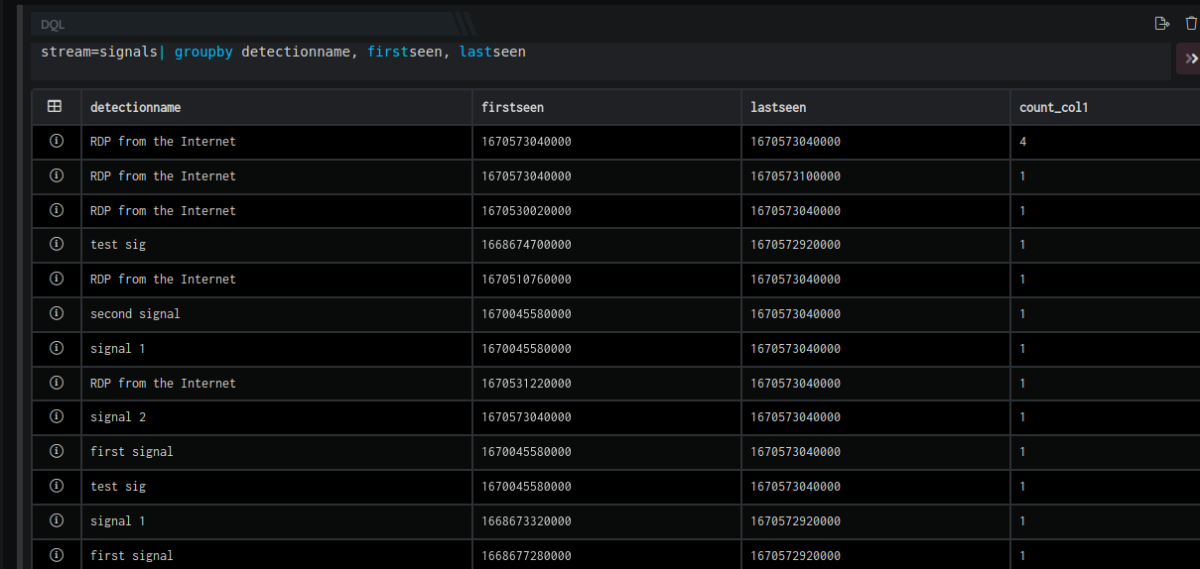 DQL
stream=signals| groupby detectionname, firstseen, lastseen
detectionname firstseen lastseen count_col1
RDP from the Internet 1670573040000 1670573040000 4
RDP from the Internet 1670573040000 1670573100000 1
RDP from the Internet 1670530020000 1670573040000 1
test sig 1668674700000 1670572920000 1
RDP from the Internet 1670510760000 1670573040000 1
second signal 1670045580000 1670573040000 1
signal 1 1670045580000 1670573040000 1
RDP from the Internet 1670531220000 1670573040000 1
signal 2 1670573040000 1670573040000 1
first signal 1670045580000 1670573040000 1
test sig 1670045580000 1670573040000 1
signal 1 1668673320000 1670572920000 1
first signal 1668677280000 1670572920000 1